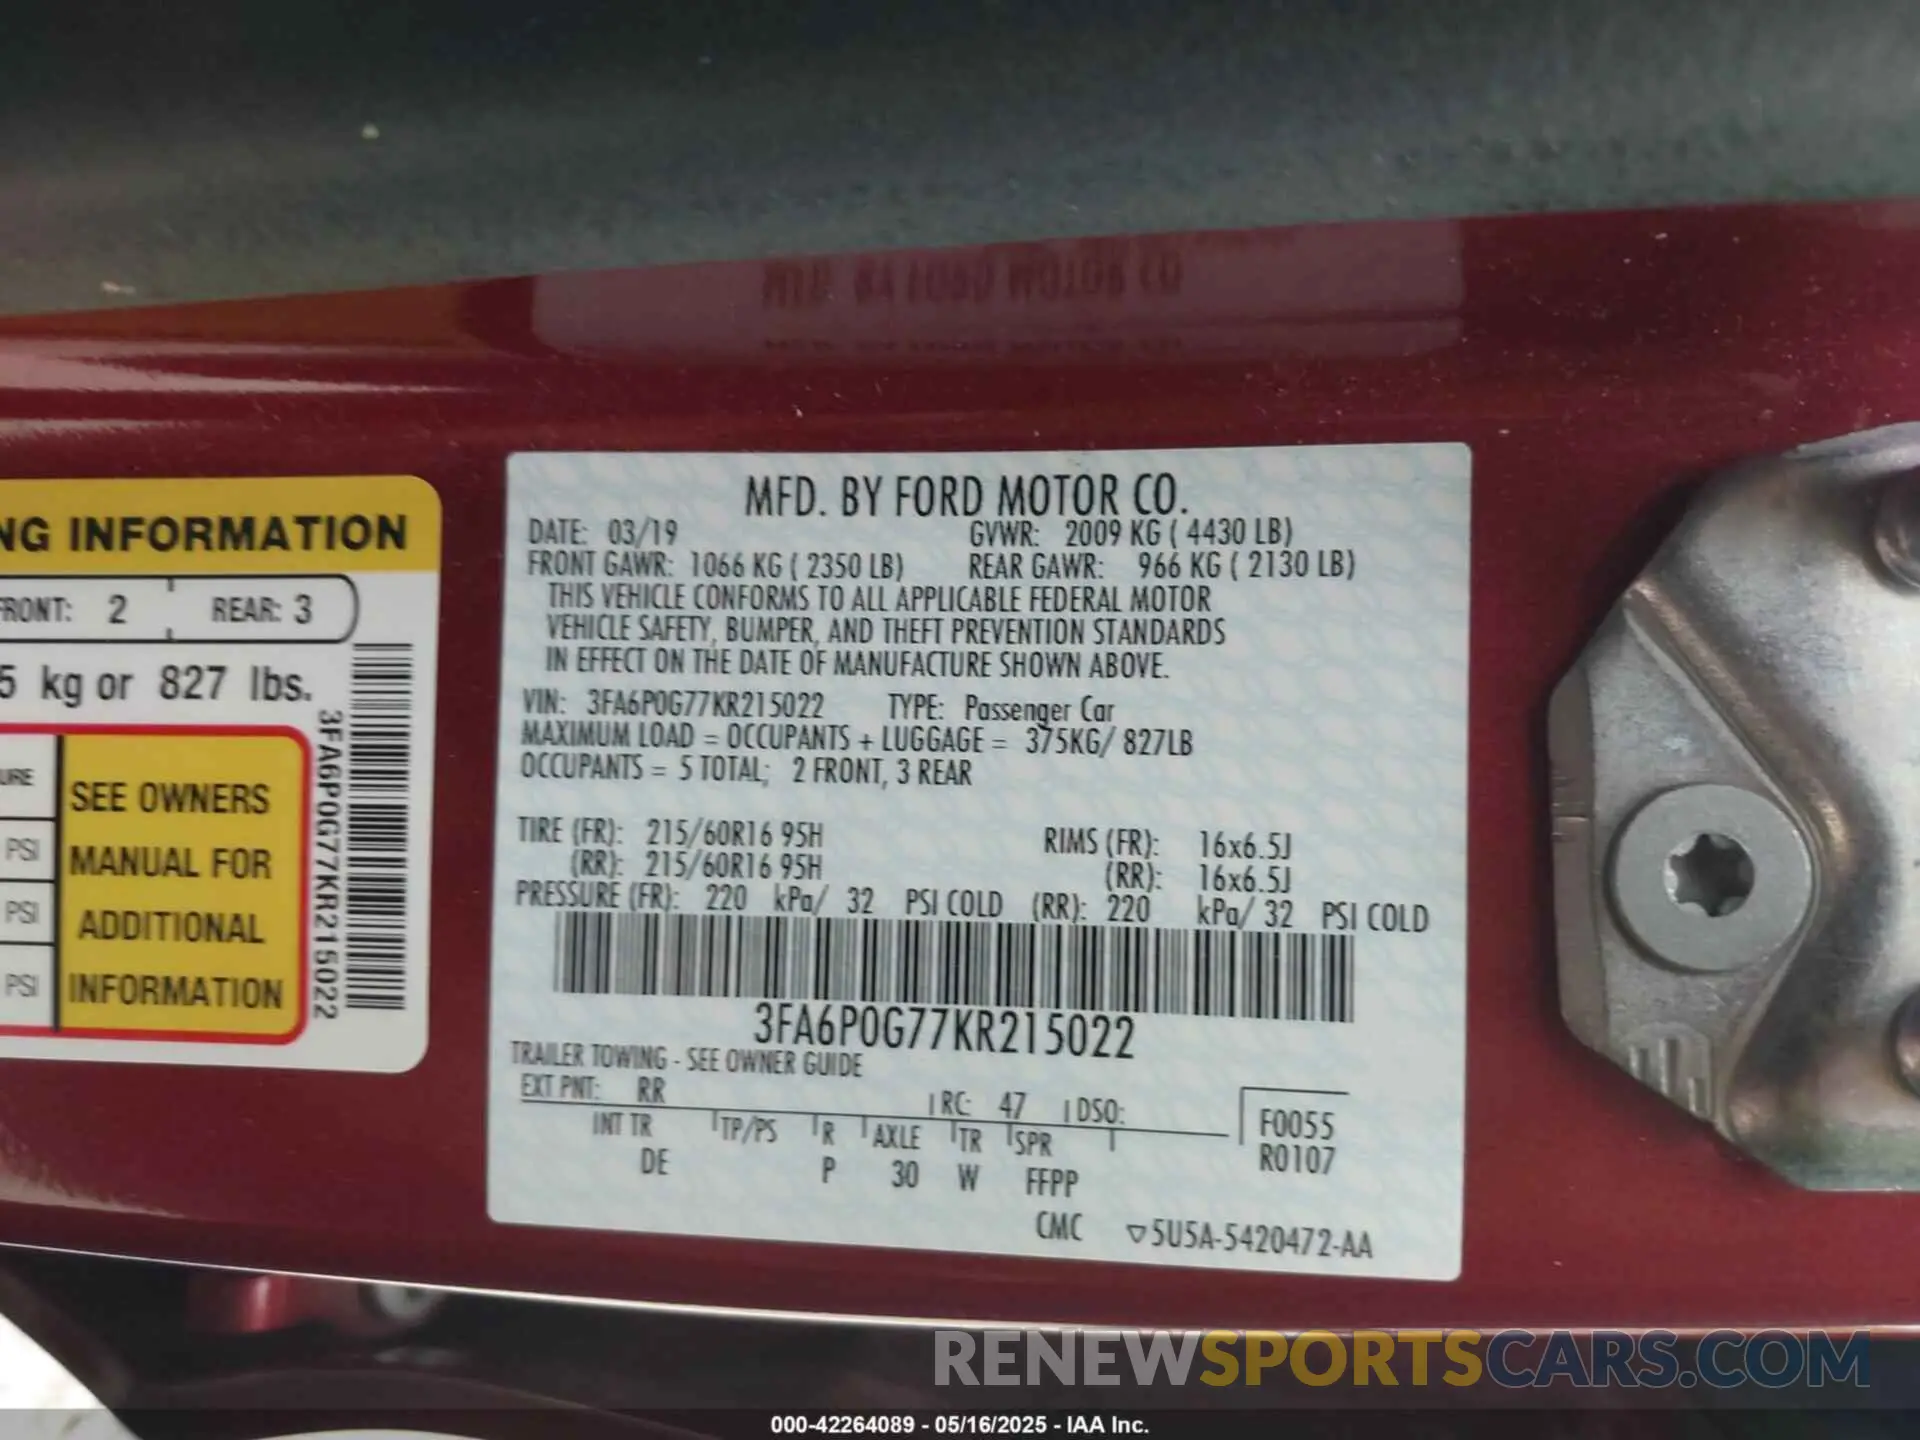 MFD. BY FORD MOTOR CO.
DATE: 03/19 GVWR: 2009 KG ( 4430 LB)
FRONT GAWR: 1066 KG ( 2350 LB) REAR GAWR: 966 KG ( 2130 LB)
THIS VEHICLE CONFORMS TO ALL APPLICABLE FEDERAL MOTOR
VEHICLE SAFETY, BUMPER, AND THEFT PREVENTION STANDARDS
IN EFFECT ON THE DATE OF MANUFACTURE SHOWN ABOVE.
VIN: 3FA6P0G77KR215022 TYPE: Passenger Car
MAXIMUM LOAD = OCCUPANTS + LUGGAGE = 375KG/ 827LB
OCCUPANTS = 5 TOTAL; 2 FRONT, 3 REAR
TIRE (FR): 215/60R16 95H RIMS (FR): 16x6.5J
(RR): 215/60R16 95H (RR): 16x6.5J
PRESSURE (FR): 220 kPa/ 32 PSI COLD (RR): 220 kPa/ 32 PSI COLD
3FA6P0G77KR215022
TRAILER TOWING - SEE OWNER GUIDE
EXT PNT: RR RC: 47 DSO:
INT TR TP/PS R AXLE TR SPR
DE P 30 W FFPP
F0055
R0107
CMC ▽5U5A-5420472-AA
NG INFORMATION
FRONT: 2 REAR: 3
5 kg or 827 lbs.
URE
PSI
PSI
PSI
SEE OWNERS
MANUAL FOR
ADDITIONAL
INFORMATION
3FA6P0G77KR215022
RENEWSPORTSCARS.COM
000-42264089 - 05/16/2025 - IAA Inc.